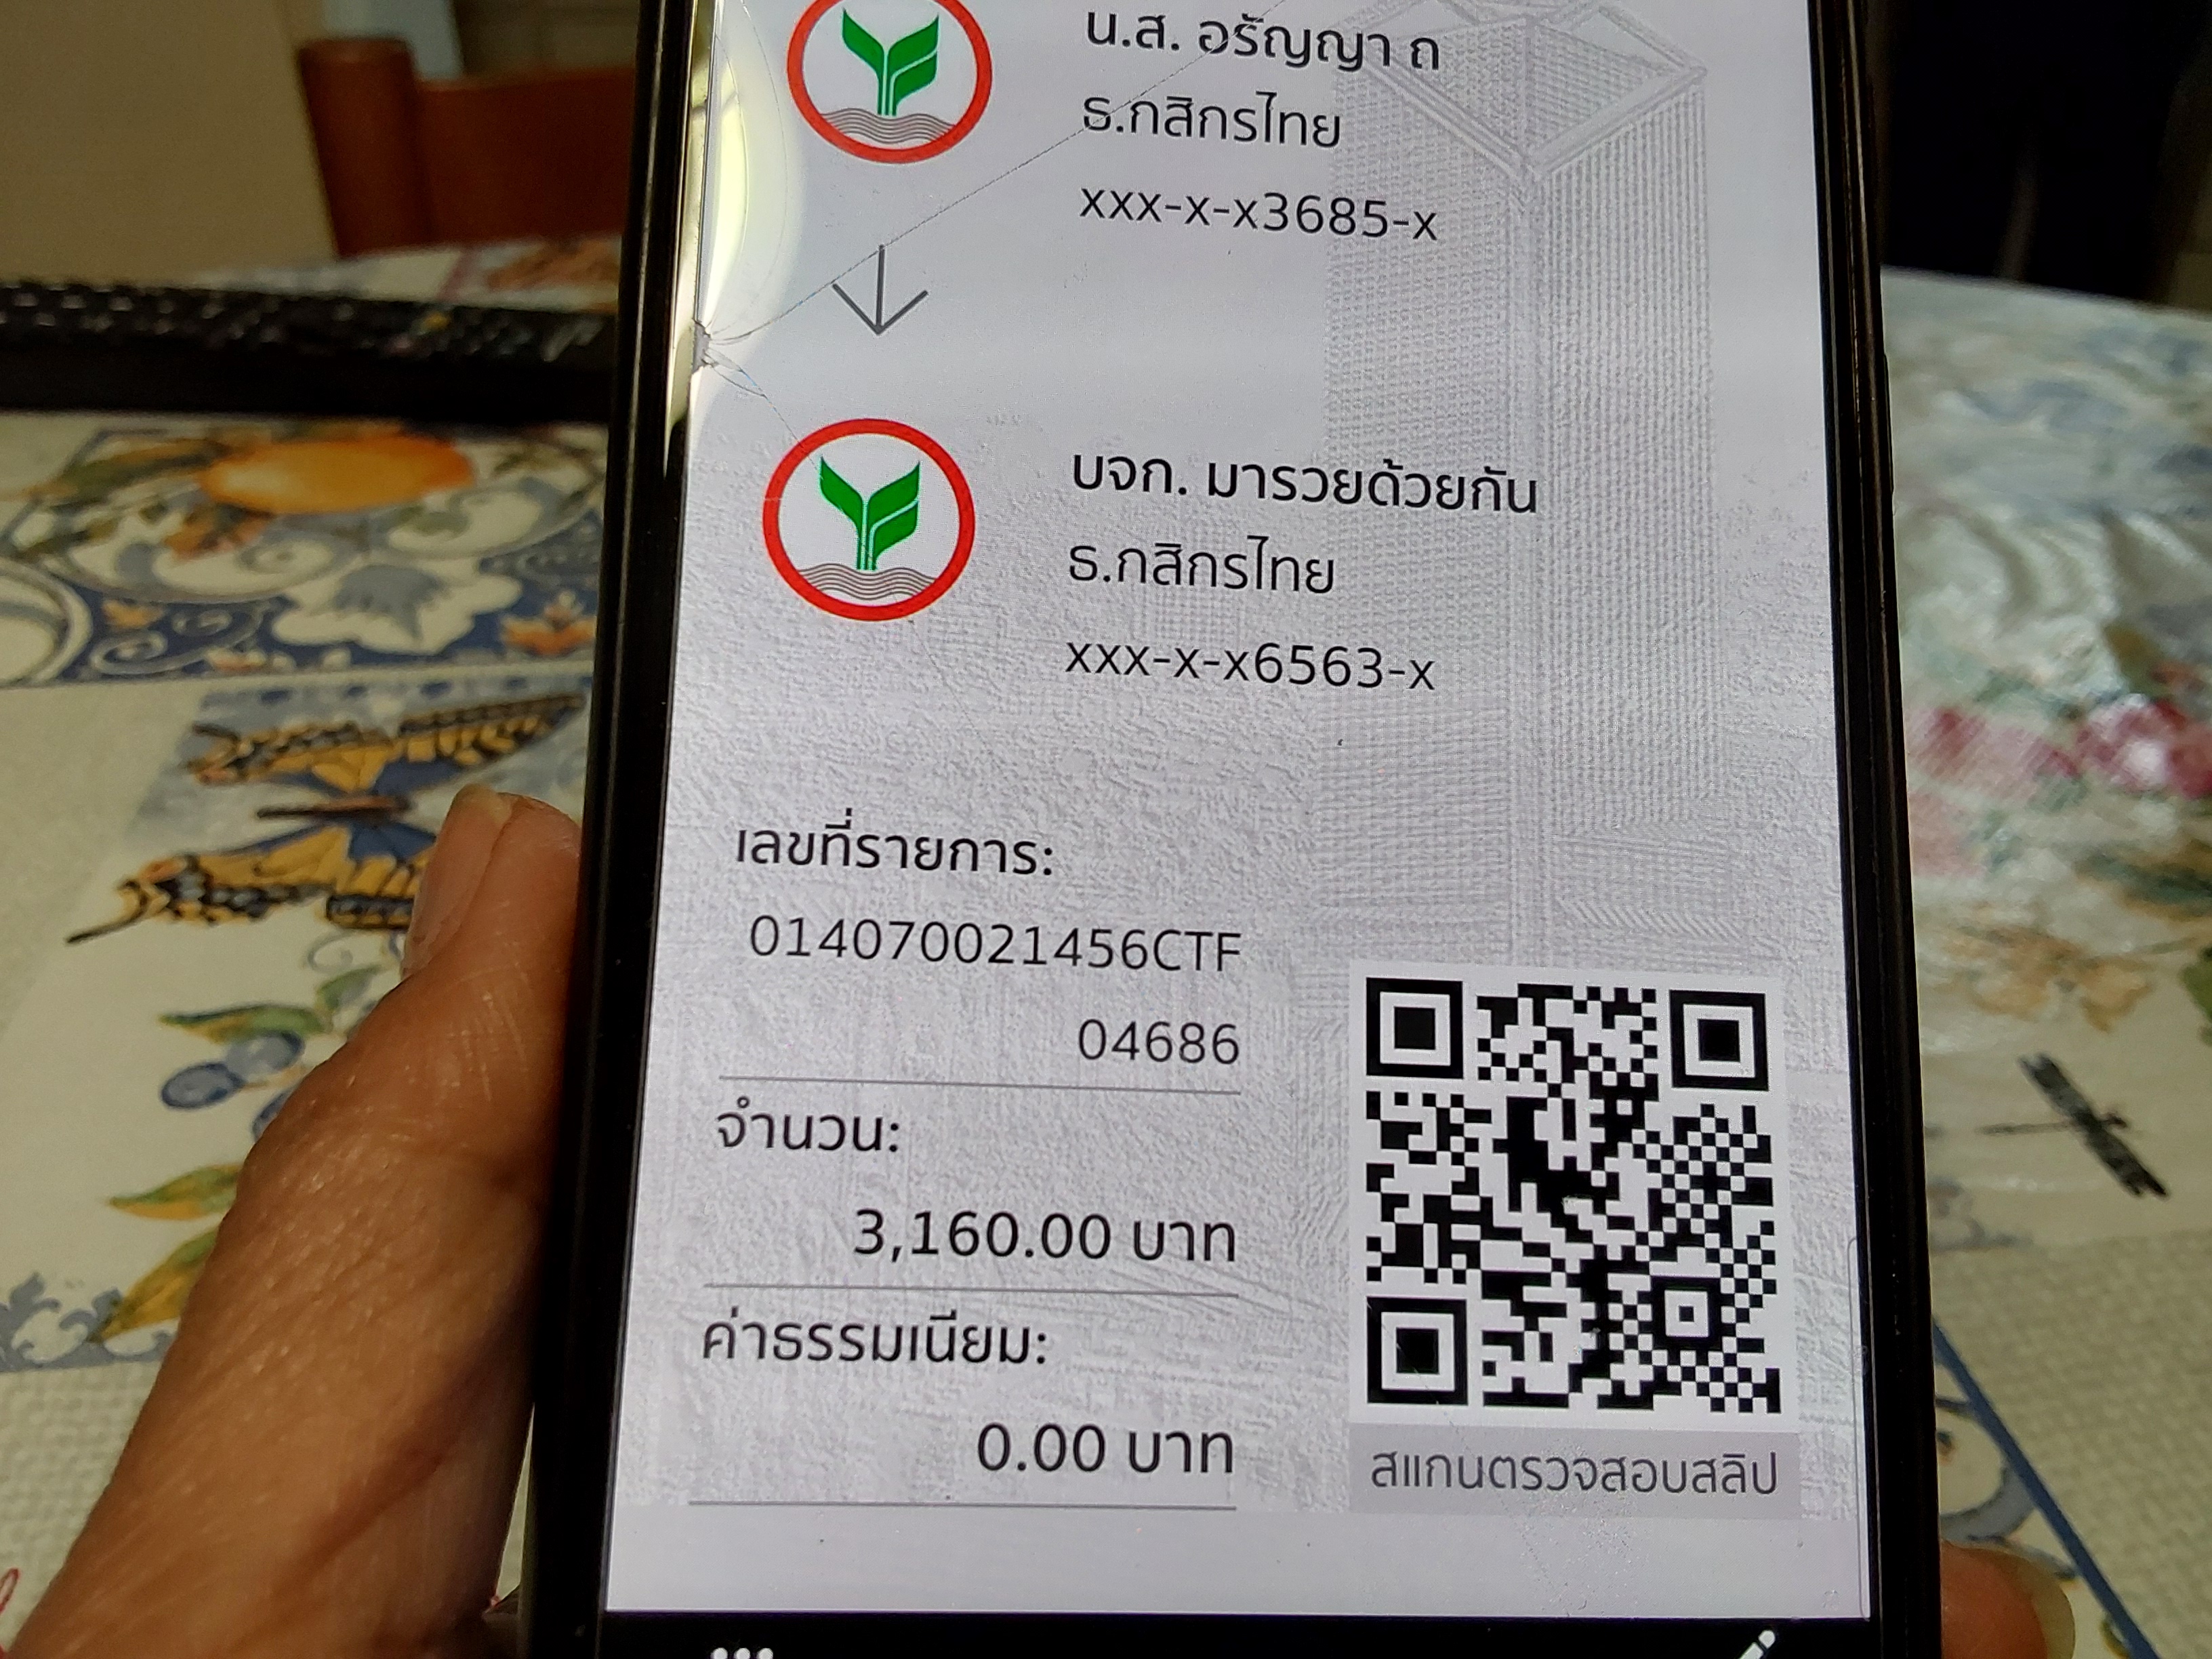 น.ส. อรัญญา ถ
ธ.กสิกรไทย
xxx-x-x3685-x
บจก. มารวยด้วยกัน
ธ.กสิกรไทย
xxx-x-x6563-x
เลขที่รายการ:
014070021456CTF
04686
จำนวน:
3,160.00 บาท
ค่าธรรมเนียม:
0.00 บาท
สแกนตรวจสอบสลิป